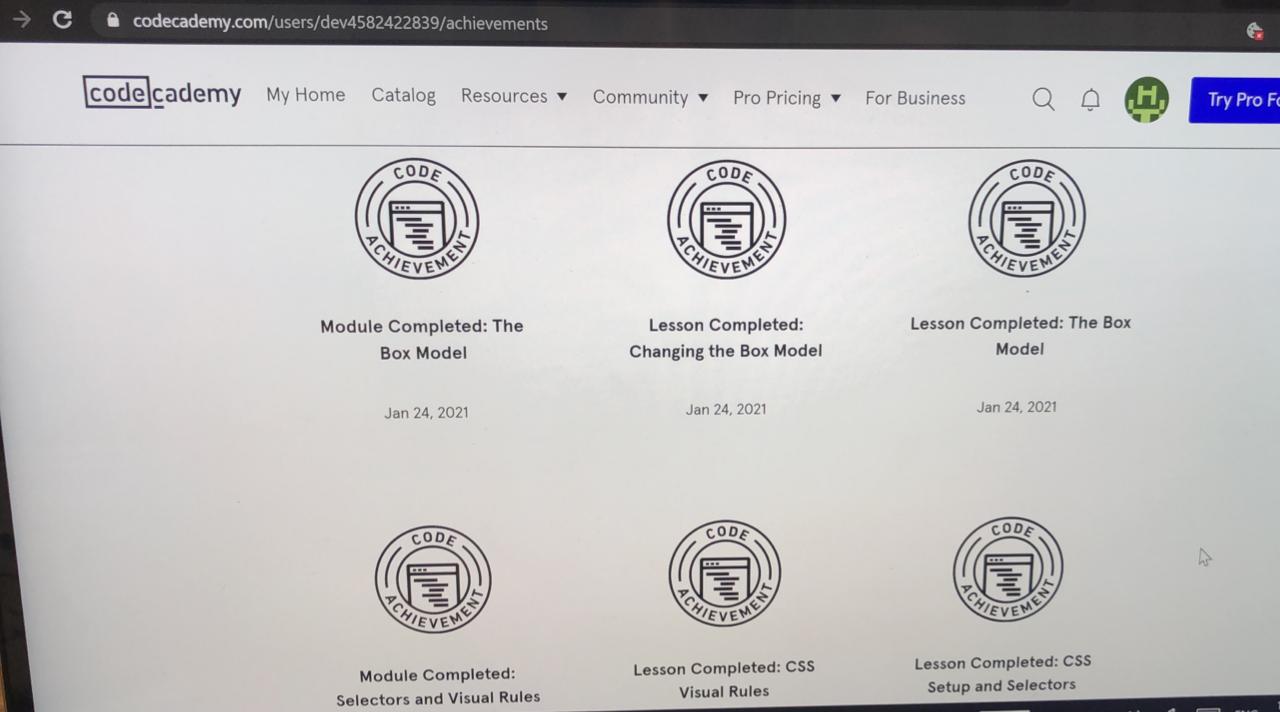 codecademy.com/users/dev4582422839/achievements
codecademy My Home Catalog Resources Community Pro Pricing For Business H Try Pro Fo
CODE ACHIEVEMENT CODE ACHIEVEMENT CODE ACHIEVEMENT
Module Completed: The Lesson Completed: Lesson Completed: The Box
Box Model Changing the Box Model Model
Jan 24, 2021 Jan 24, 2021 Jan 24, 2021
CODE ACHIEVEMENT CODE ACHIEVEMENT CODE ACHIEVEMENT
Module Completed: Lesson Completed: CSS Lesson Completed: CSS
Selectors and Visual Rules Visual Rules Setup and Selectors